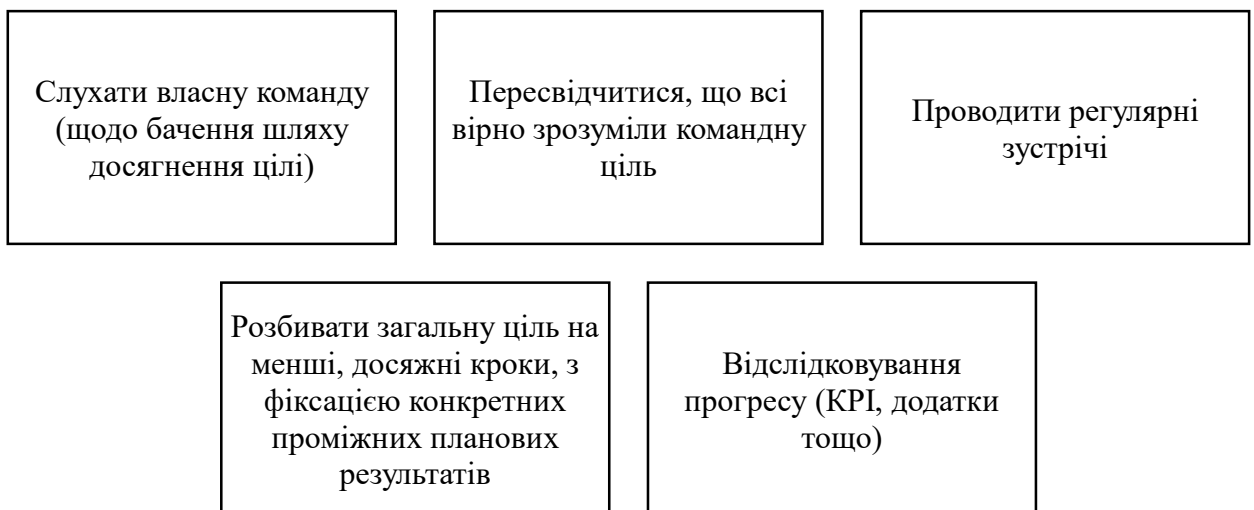 Слухати власну команду
(щодо бачення шляху
досягнення цілі)
Пересвідчитися, що всі
вірно зрозуміли командну
ціль
Проводити регулярні
зустрічі
Розбивати загальну ціль на
менші, досяжні кроки, з
фіксацією конкретних
проміжних планових
результатів
Відслідковування
прогресу (КРІ, додатки
тощо)